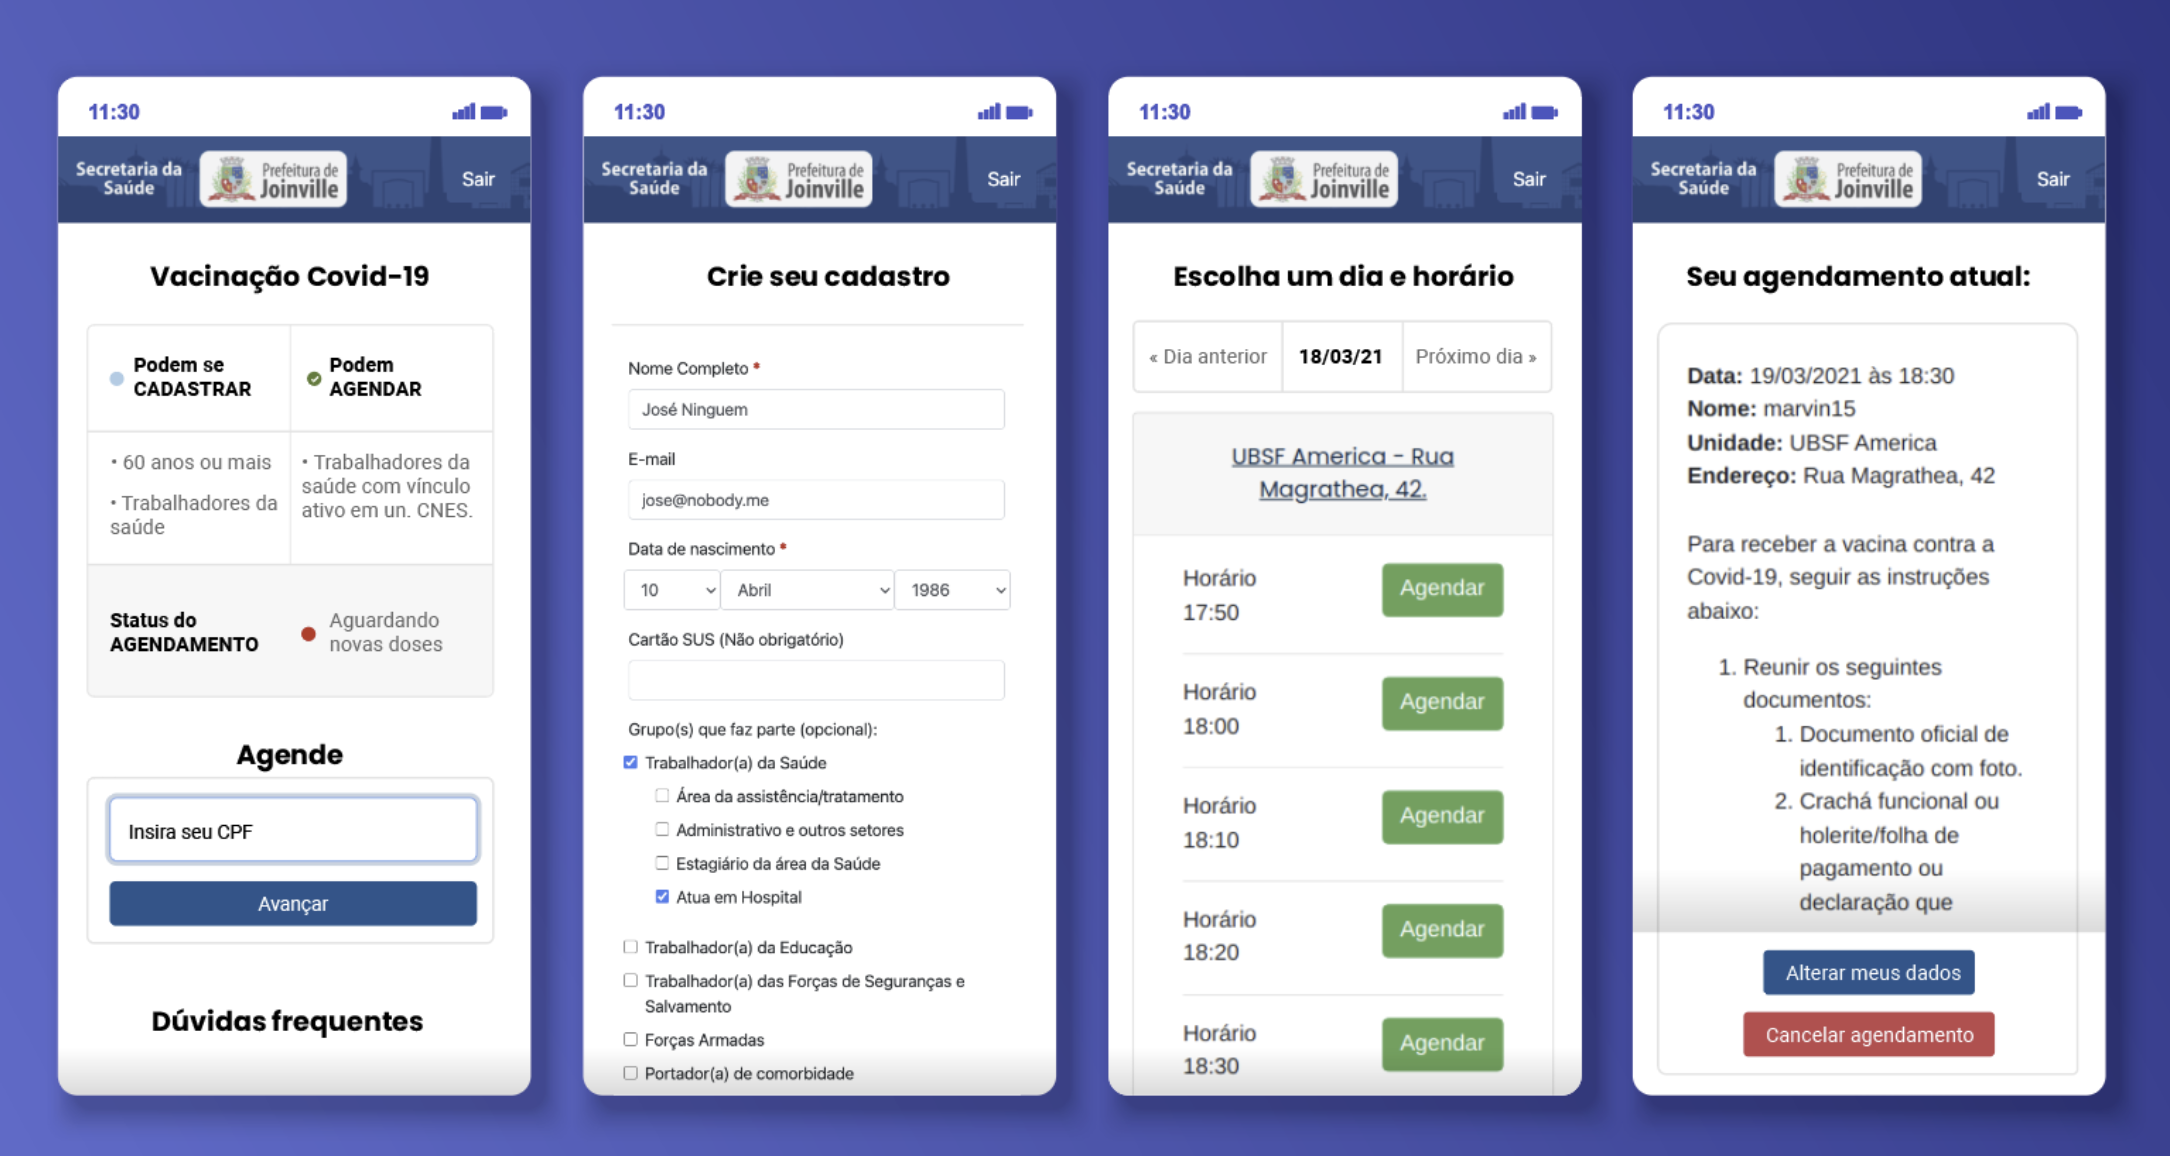 11:30
Secretaria da
Saúde
Prefeitura de
Joinville
Sair
Vacinação Covid-19
Podem se
CADASTRAR
Podem
AGENDAR
• 60 anos ou mais
• Trabalhadores da
saúde
• Trabalhadores da
saúde com vínculo
ativo em un. CNES.
Status do
AGENDAMENTO
Aguardando
novas doses
Agende
Insira seu CPF
Avançar
Dúvidas frequentes
11:30
Secretaria da
Saúde
Prefeitura de
Joinville
Sair
Crie seu cadastro
Nome Completo *
José Ninguem
E-mail
jose@nobody.me
Data de nascimento *
10 Abril 1986
Cartão SUS (Não obrigatório)
Grupo(s) que faz parte (opcional):
Trabalhador(a) da Saúde
Área da assistência/tratamento
Administrativo e outros setores
Estagiário da área da Saúde
Atua em Hospital
Trabalhador(a) da Educação
Trabalhador(a) das Forças de Seguranças e
Salvamento
Forças Armadas
Portador(a) de comorbidade
11:30
Secretaria da
Saúde
Prefeitura de
Joinville
Sair
Escolha um dia e horário
« Dia anterior 18/03/21 Próximo dia »
UBSF America - Rua
Magrathea, 42.
Horário
17:50
Agendar
Horário
18:00
Agendar
Horário
18:10
Agendar
Horário
18:20
Agendar
Horário
18:30
Agendar
11:30
Secretaria da
Saúde
Prefeitura de
Joinville
Sair
Seu agendamento atual:
Data: 19/03/2021 às 18:30
Nome: marvin15
Unidade: UBSF America
Endereço: Rua Magrathea, 42
Para receber a vacina contra a
Covid-19, seguir as instruções
abaixo:
1. Reunir os seguintes
documentos:
1. Documento oficial de
identificação com foto.
2. Crachá funcional ou
holerite/folha de
pagamento ou
declaração que
Alterar meus dados
Cancelar agendamento